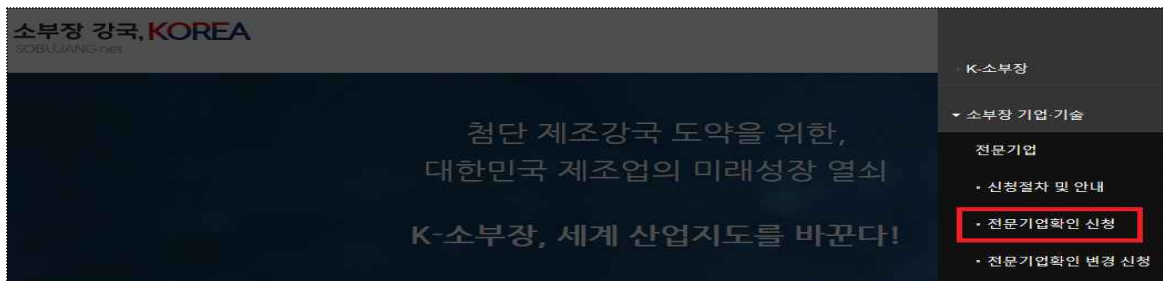 소부장 강국, KOREA
SOBUJANG.net
첨단 제조강국 도약을 위한,
대한민국 제조업의 미래성장 열쇠
K-소부장, 세계 산업지도를 바꾼다!
K-소부장
소부장 기업·기술
전문기업
• 신청절차 및 안내
• 전문기업확인 신청
• 전문기업확인 변경 신청